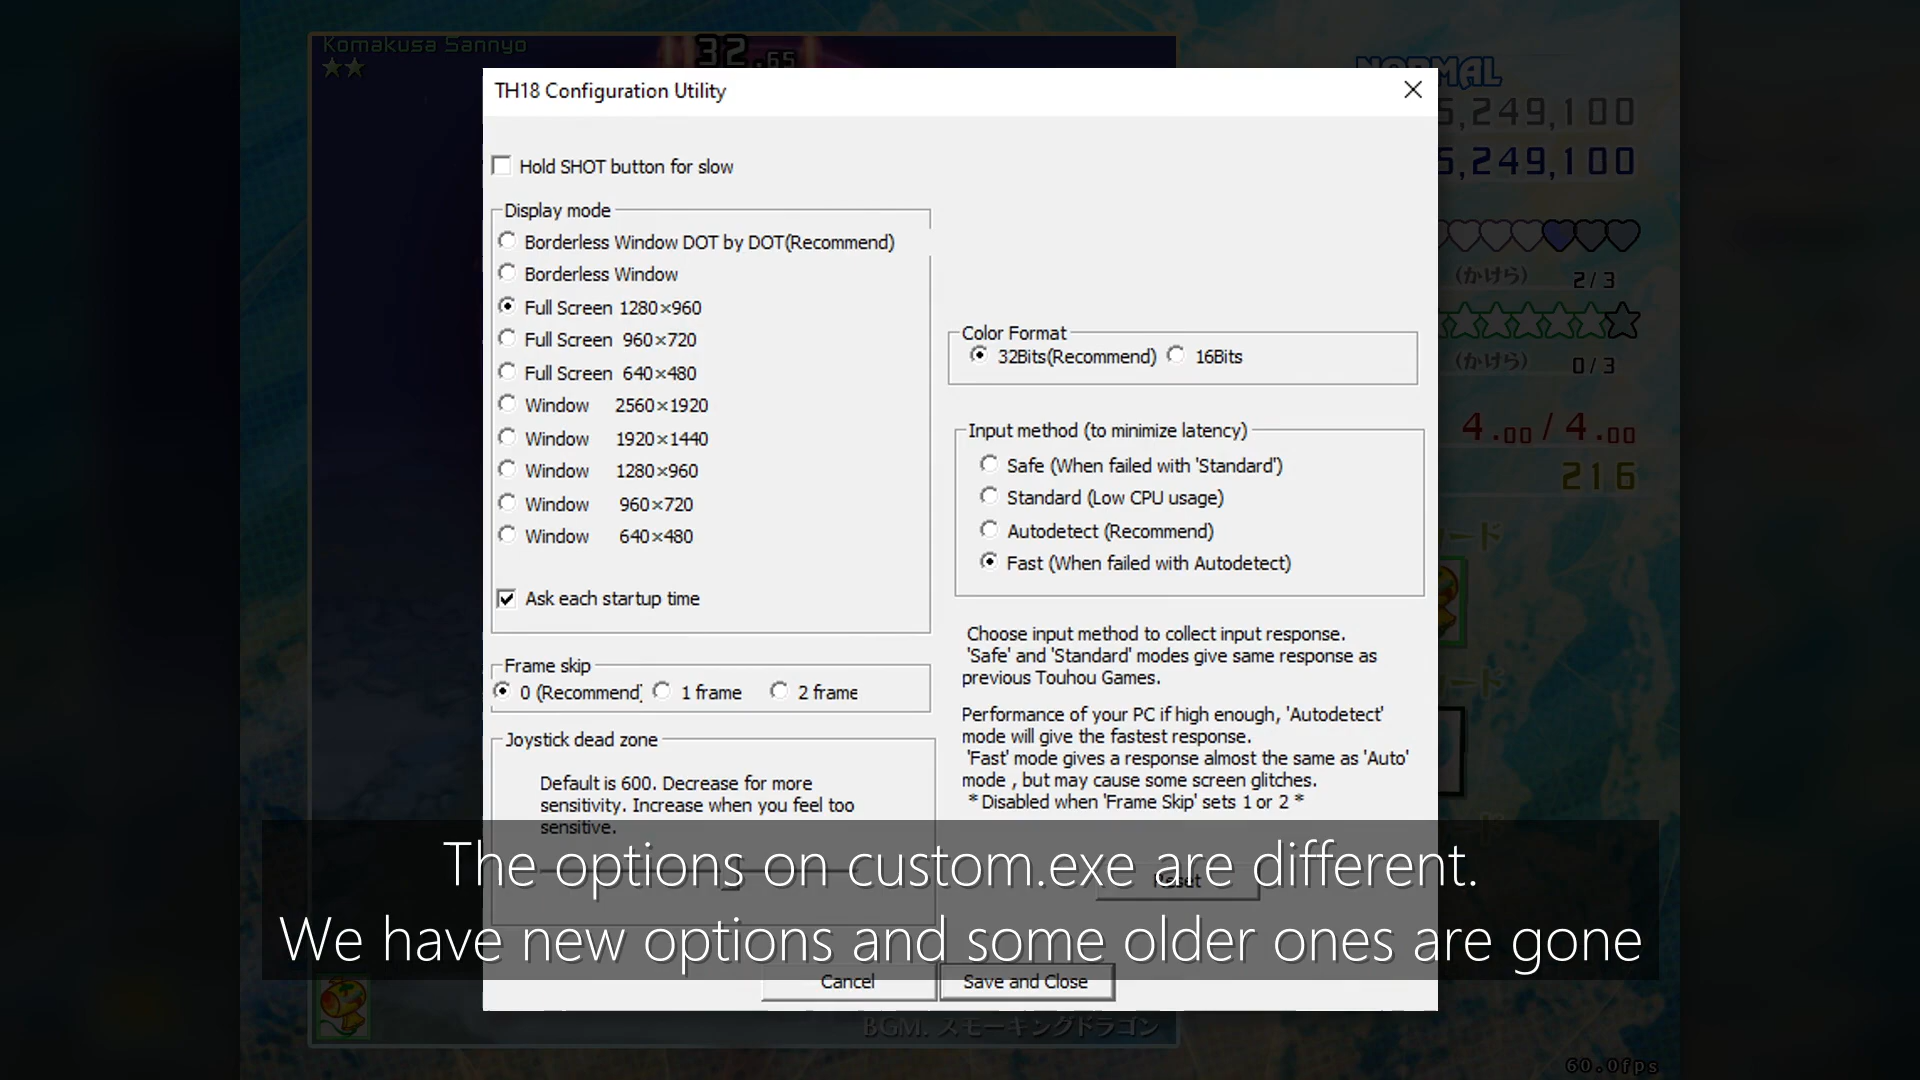 Komakusa Sannyo
32.65
NORMAL
5,249,100
5,249,100
(かけら) 2/3
(かけら) 0/3
4.00/4.00
216
TH18 Configuration Utility
Hold SHOT button for slow
Display mode
Borderless Window DOT by DOT(Recommend)
Borderless Window
Full Screen 1280×960
Full Screen 960×720
Full Screen 640×480
Window 2560×1920
Window 1920×1440
Window 1280×960
Window 960×720
Window 640×480
Ask each startup time
Frame skip
0 (Recommend) 1 frame 2 frame
Joystick dead zone
Default is 600. Decrease for more
sensitivity. Increase when you feel too
sensitive.
Color Format
32Bits(Recommend) 16Bits
Input method (to minimize latency)
Safe (When failed with 'Standard')
Standard (Low CPU usage)
Autodetect (Recommend)
Fast (When failed with Autodetect)
Choose input method to collect input response.
'Safe' and 'Standard' modes give same response as
previous Touhou Games.
Performance of your PC if high enough, 'Autodetect'
mode will give the fastest response.
'Fast' mode gives a response almost the same as 'Auto'
mode , but may cause some screen glitches.
* Disabled when 'Frame Skip' sets 1 or 2 *
Reset
The options on custom.exe are different.
We have new options and some older ones are gone
Cancel Save and Close
BGM. スモーキングドラゴン
60.0fps